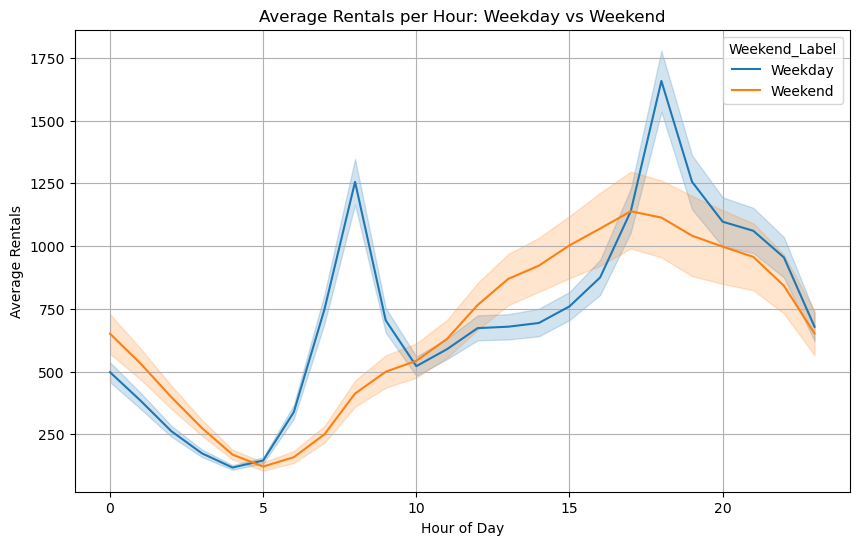 Average Rentals per Hour: Weekday vs Weekend
Weekend_Label
Weekday
Weekend
Average Rentals
1750
1500
1250
1000
750
500
250
0
5
10
15
20
Hour of Day